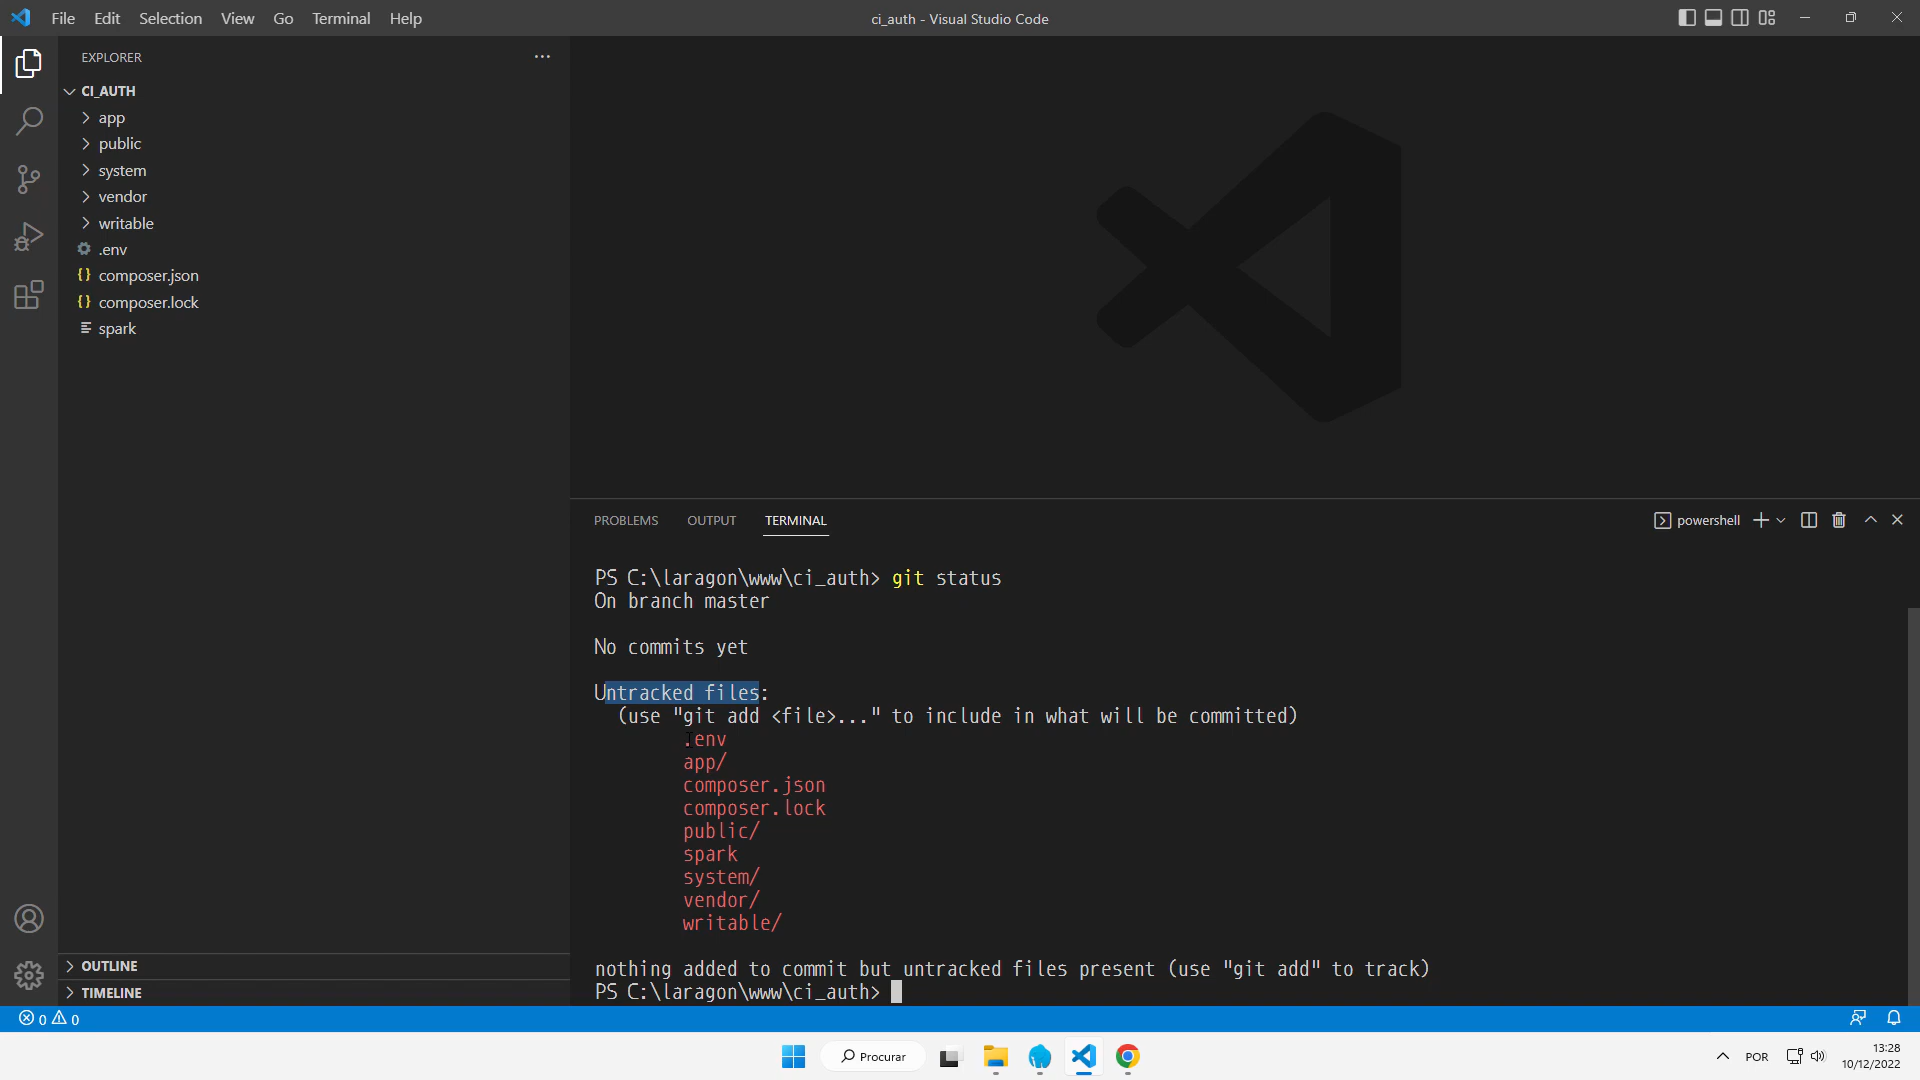 File Edit Selection View Go Terminal Help
ci_auth - Visual Studio Code
EXPLORER
CI_AUTH
app
public
system
vendor
writable
.env
{} composer.json
{} composer.lock
spark
OUTLINE
TIMELINE
PROBLEMS OUTPUT TERMINAL
powershell
PS C:\laragon\www\ci_auth> git status
On branch master
No commits yet
Untracked files:
(use "git add <file>..." to include in what will be committed)
.env
app/
composer.json
composer.lock
public/
spark
system/
vendor/
writable/
nothing added to commit but untracked files present (use "git add" to track)
PS C:\laragon\www\ci_auth>
0 0
Procurar
POR
13:28
10/12/2022